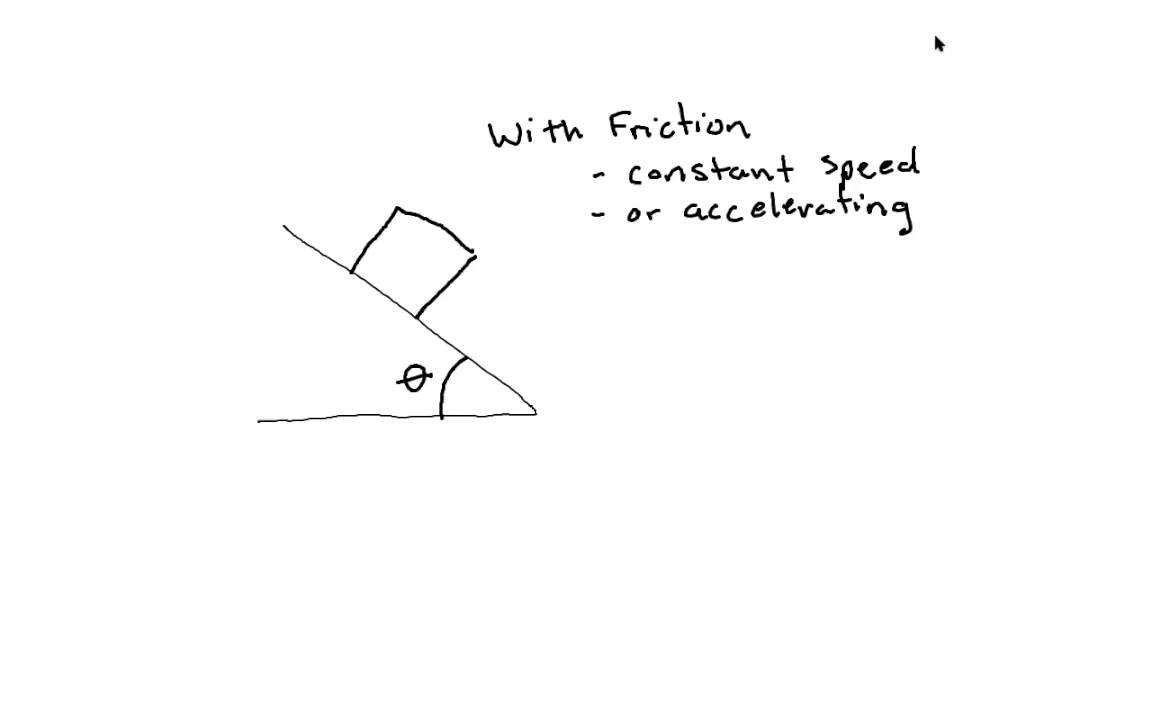 With Friction
- constant speed
- or accelerating
θ